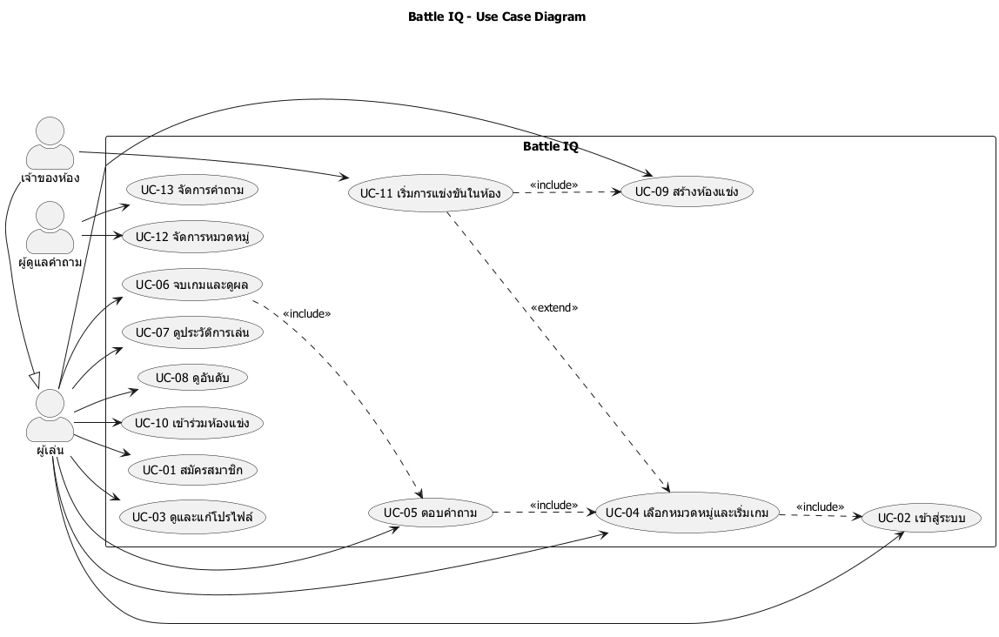 Battle IQ - Use Case Diagram
Battle IQ
เจ้าของห้อง
ผู้ดูแลคำถาม
ผู้เล่น
UC-13 จัดการคำถาม
UC-12 จัดการหมวดหมู่
UC-06 จบเกมและดูผล
UC-07 ดูประวัติการเล่น
UC-08 ดูอันดับ
UC-10 เข้าร่วมห้องแข่ง
UC-01 สมัครสมาชิก
UC-03 ดูและแก้โปรไฟล์
UC-11 เริ่มการแข่งขันในห้อง
«include»
UC-09 สร้างห้องแข่ง
«include»
«extend»
UC-05 ตอบคำถาม
«include»
UC-04 เลือกหมวดหมู่และเริ่มเกม
«include»
UC-02 เข้าสู่ระบบ